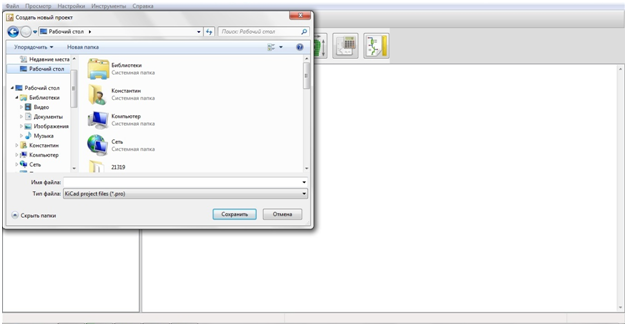 Файл Просмотр Настройки Инструменты Справка
Создать новый проект
Рабочий стол
Поиск: Рабочий стол
Упорядочить Новая папка
Недавние места
Рабочий стол
Рабочий стол
Библиотеки
Видео
Документы
Изображения
Музыка
Константин
Компьютер
Сеть
Библиотеки
Системная папка
Константин
Системная папка
Компьютер
Системная папка
Сеть
Системная папка
21319
Имя файла:
Тип файла: KiCad project files (*.pro)
Скрыть папки Сохранить Отмена